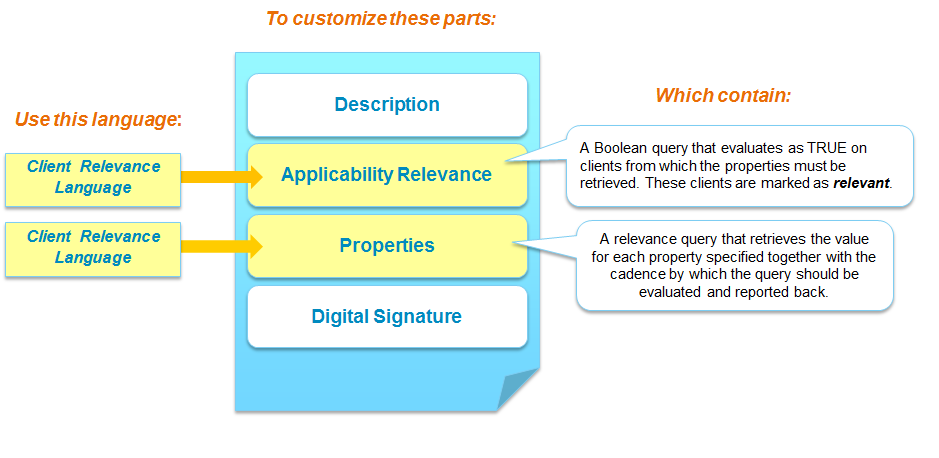 To customize these parts:
Use this language:
Which contain:
Client Relevance
Language
Client Relevance
Language
Description
Applicability Relevance
Properties
Digital Signature
A Boolean query that evaluates as TRUE on
clients from which the properties must be
retrieved. These clients are marked as relevant.
A relevance query that retrieves the value
for each property specified together with the
cadence by which the query should be
evaluated and reported back.